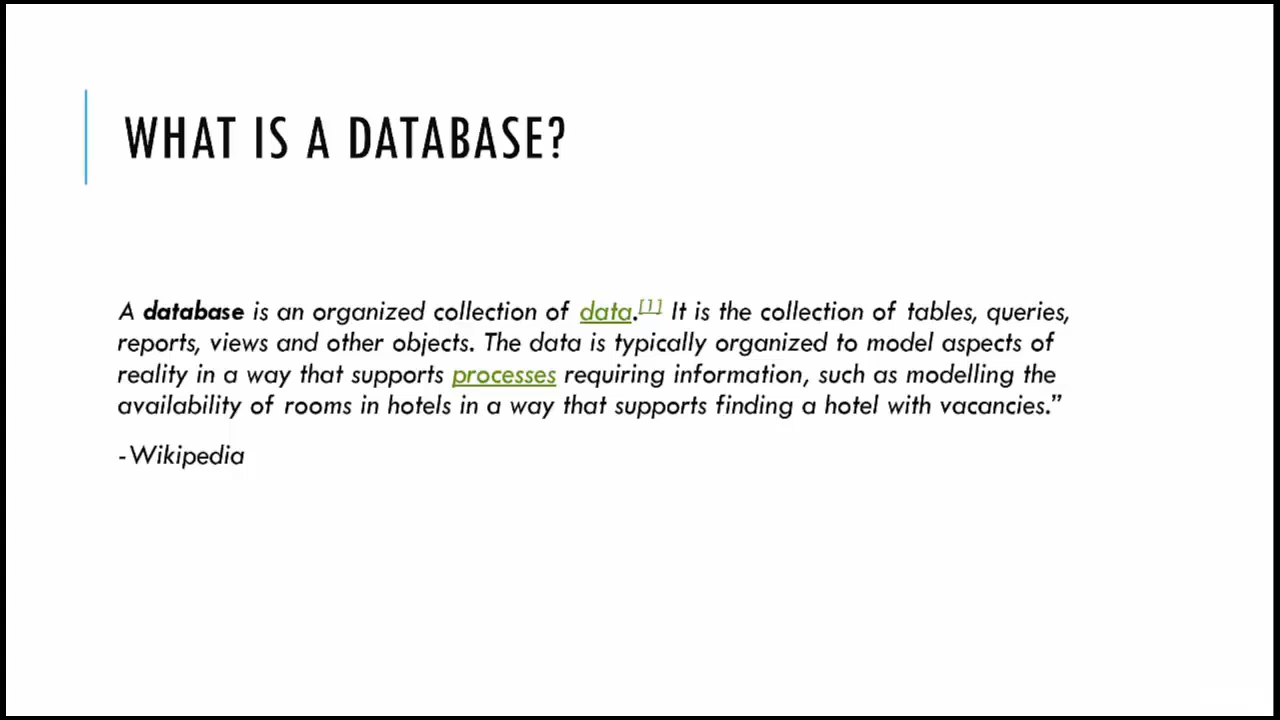 WHAT IS A DATABASE?
A database is an organized collection of data.[1] It is the collection of tables, queries,
reports, views and other objects. The data is typically organized to model aspects of
reality in a way that supports processes requiring information, such as modelling the
availability of rooms in hotels in a way that supports finding a hotel with vacancies.”
-Wikipedia